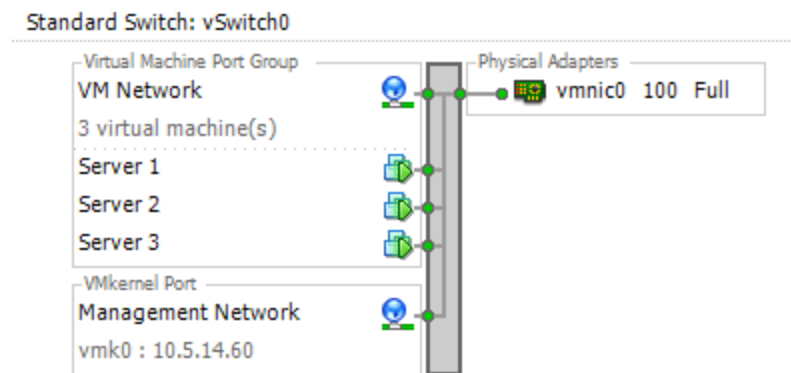 Standard Switch: vSwitch0
Virtual Machine Port Group
VM Network
3 virtual machine(s)
Server 1
Server 2
Server 3
VMkernel Port
Management Network
vmk0 : 10.5.14.60
Physical Adapters
vmnic0 100 Full